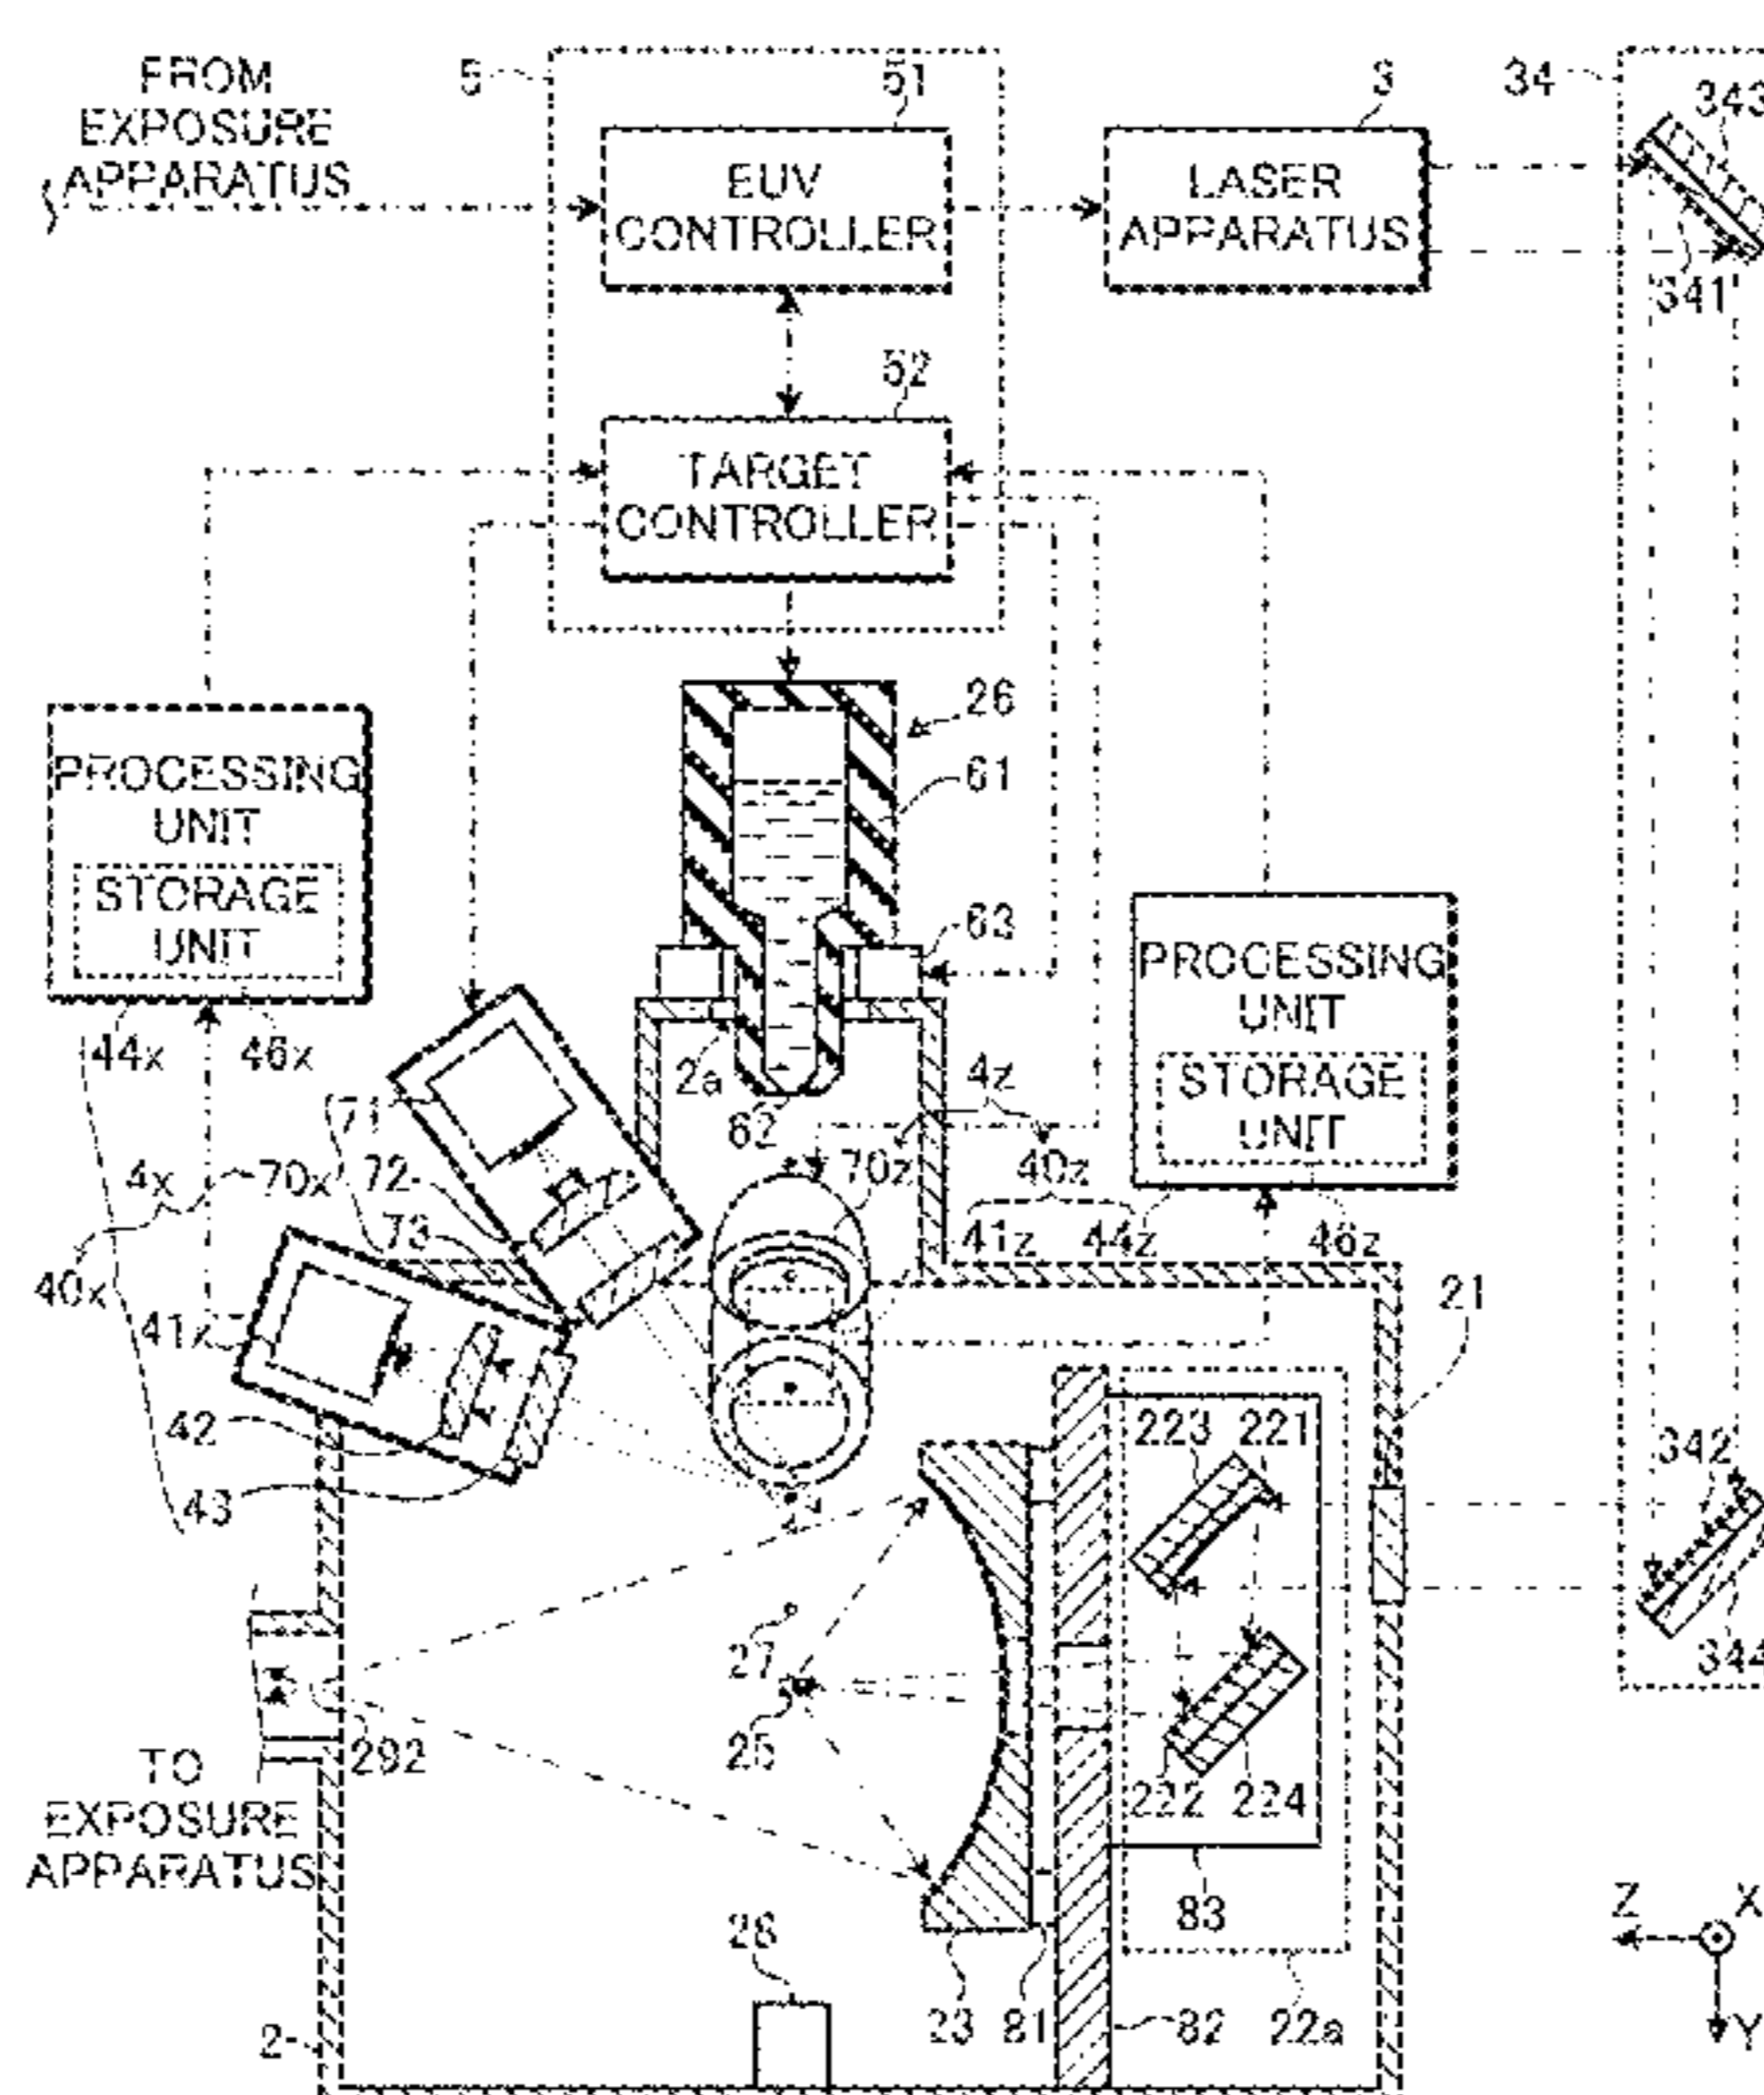 FROM
EXPOSURE
APPARATUS
5
51
3
34
343
EUV
CONTROLLER
LASER
APPARATUS
341
52
TARGET
CONTROLLER
26
61
PROCESSING
UNIT
STORAGE
UNIT
63
PROCESSING
UNIT
STORAGE
UNIT
44x
46x
2a
62
4z
71
4x
70x
72
70z
40z
73
41z
44z
46z
40x
41x
21
42
223
221
342
43
27
344
25
292
222
224
TO
EXPOSURE
APPARATUS
83
Z
X
28
23
81
82
22a
2
Y